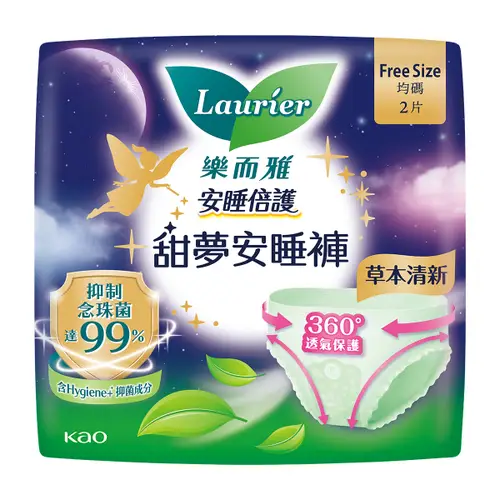 Laurier
Free Size
均碼
2片
樂而雅
安睡倍護
甜夢安睡褲
草本清新
抑制
念珠菌
達99%
含Hygiene+抑菌成分
360°
透氣保護
Kao